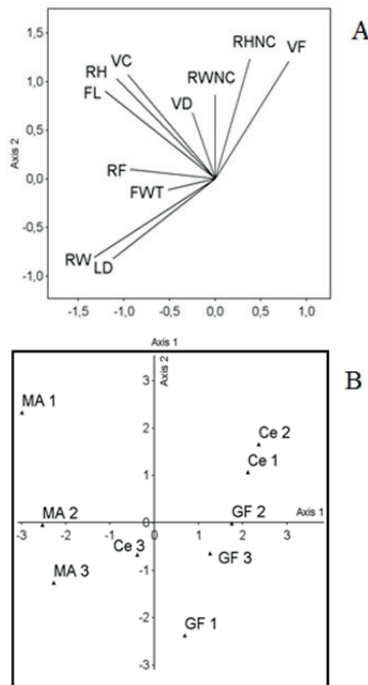 A
1,5
1,0
0,5
0,0
-0,5
-1,0
Axis 2
RHNC VF
VC
RH
RWNC
FL
VD
RF
FWT
RW
LD
-1,5 -1,0 -0,5 0,0 0,5 1,0
Axis 1
B
Axis 2
3
2
1
0
-1
-2
-3
MA 1
Ce 2
Ce 1
MA 2
GF 2
Axis 1
-3 -2 -1 0 1 2 3
Ce 3
GF 3
MA 3
GF 1